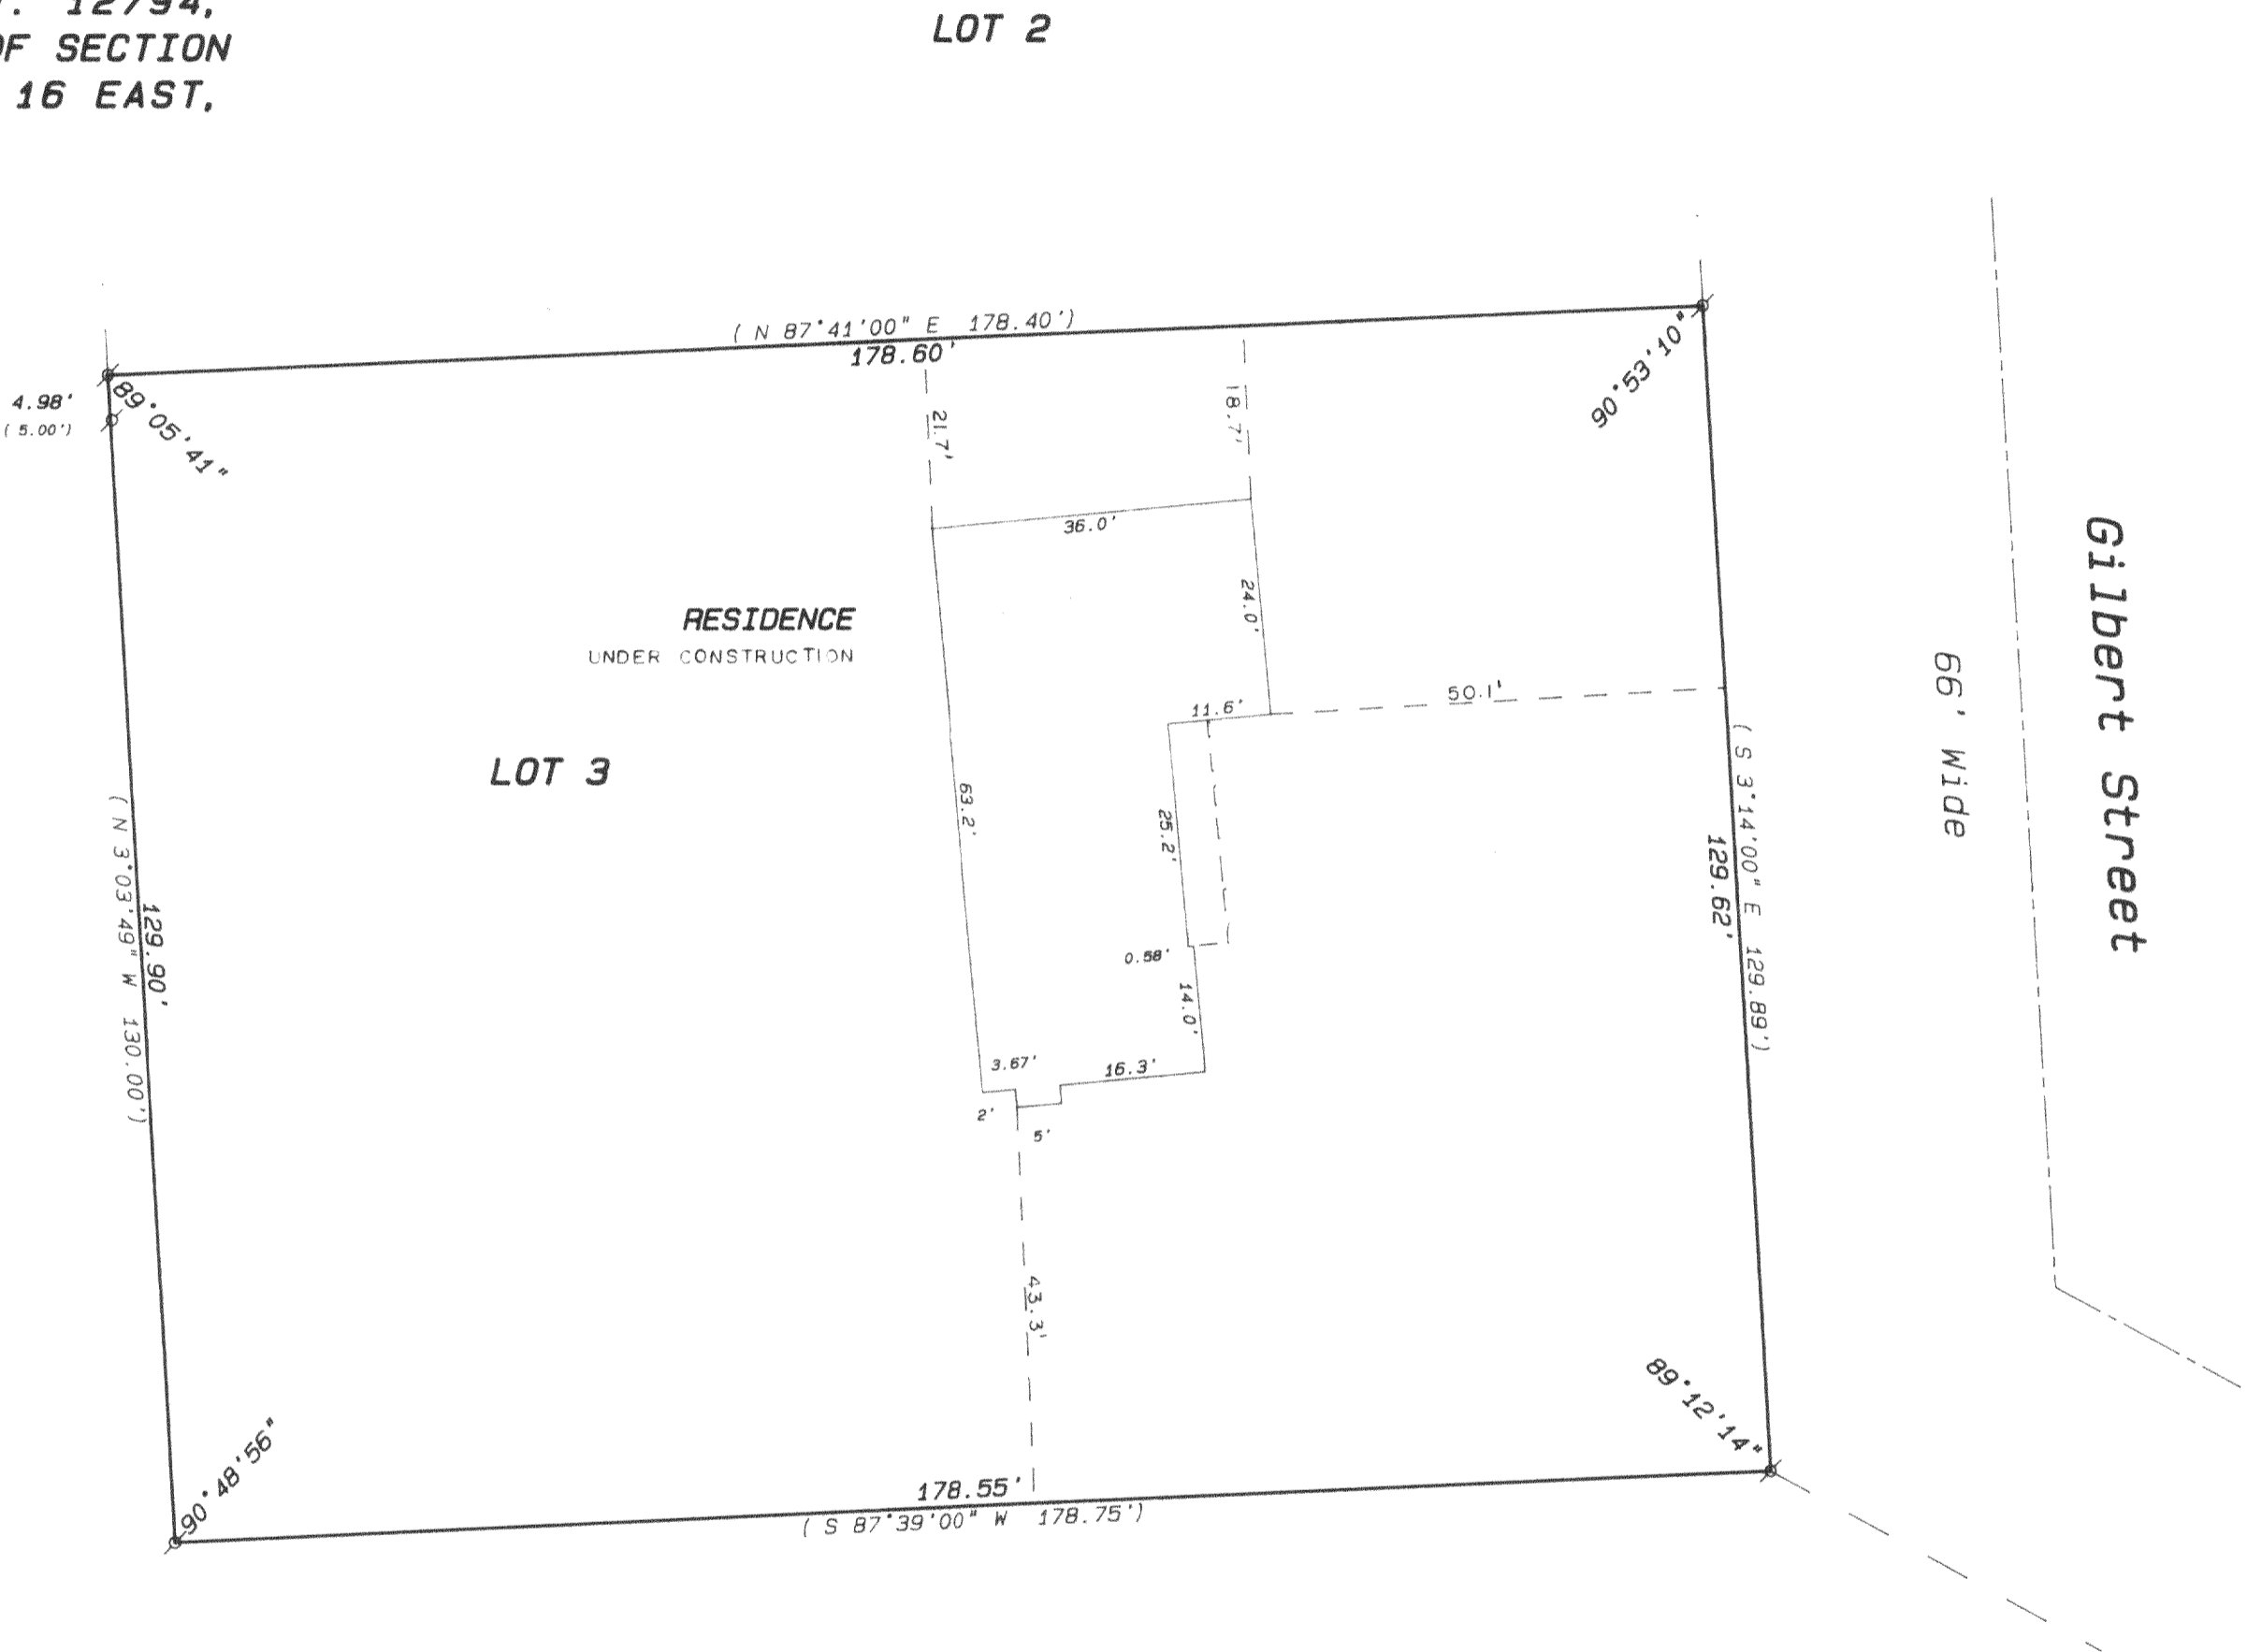 12794,
OF SECTION
16 EAST,
LOT 2
( N 87°41'00" E 178.40')
178.60'
4.98'
( 5.00')
89°05'41"
90°53'10"
21.7'
18.7'
36.0'
24.0'
RESIDENCE
UNDER CONSTRUCTION
11.6'
50.1'
LOT 3
63.2'
25.2'
0.58'
14.0'
3.67'
16.3'
2'
5'
43.3'
( N 3°03'49" W 130.00')
129.90'
129.62'
( S 3°14'00" E 129.89')
66' Wide
Gilbert Street
90°48'56"
89°12'14"
178.55'
( S 87°39'00" W 178.75')